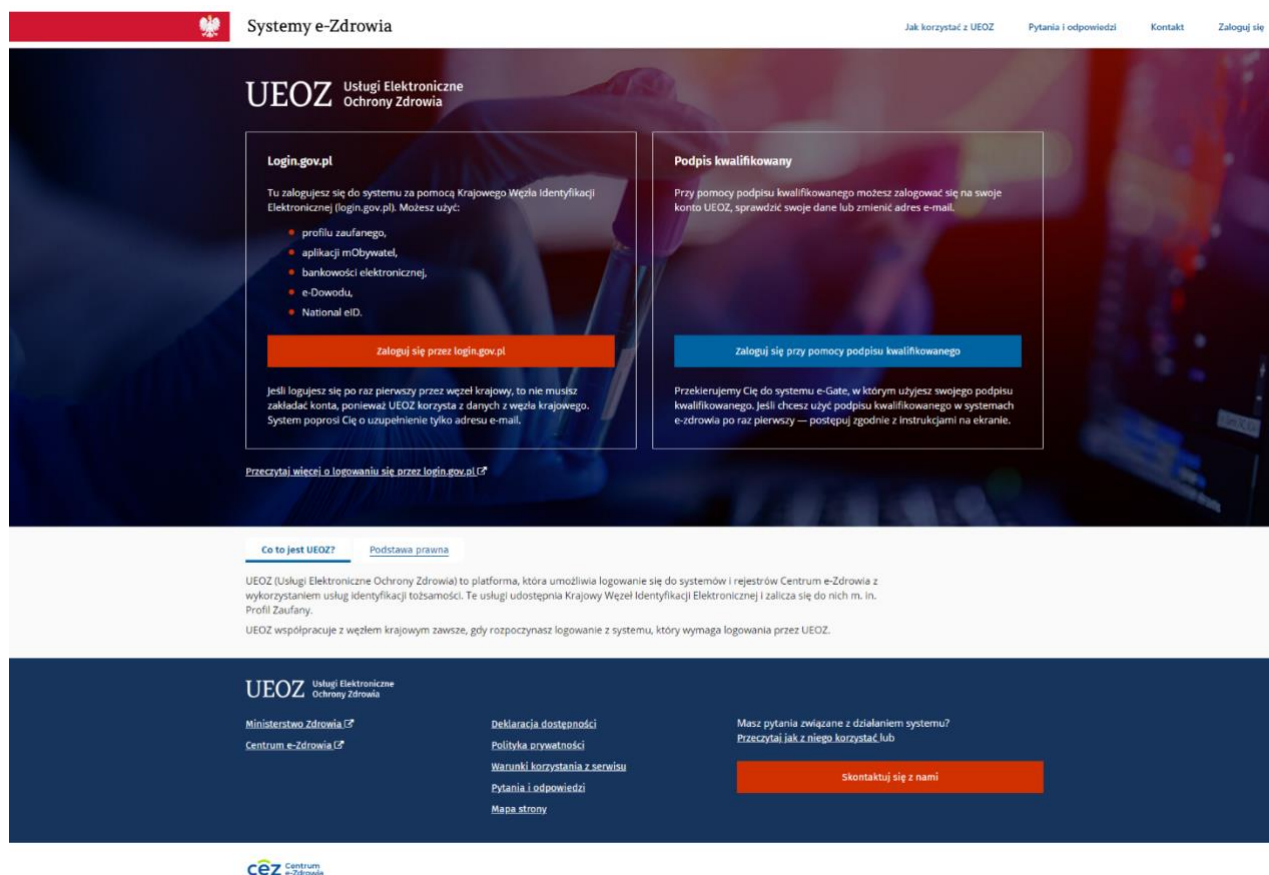 Systemy e-Zdrowia
Jak korzystać z UEOZ
Pytania i odpowiedzi
Kontakt
Zaloguj się
UEOZ Usługi Elektroniczne
Ochrony Zdrowia
Login.gov.pl
Tu zalogujesz się do systemu za pomocą Krajowego Węzła Identyfikacji
Elektronicznej (login.gov.pl). Możesz użyć:
profilu zaufanego,
aplikacji mObywatel,
bankowości elektronicznej,
e-Dowodu,
National eID.
Zaloguj się przez login.gov.pl
Jeśli logujesz się po raz pierwszy przez węzeł krajowy, to nie musisz
zakładać konta, ponieważ UEOZ korzysta z danych z węzła krajowego.
System poprosi Cię o uzupełnienie tylko adresu e-mail.
Podpis kwalifikowany
Przy pomocy podpisu kwalifikowanego możesz zalogować się na swoje
konto UEOZ, sprawdzić swoje dane lub zmienić adres e-mail.
Zaloguj się przy pomocy podpisu kwalifikowanego
Przekierujemy Cię do systemu e-Gate, w którym użyjesz swojego podpisu
kwalifikowanego. Jeśli chcesz użyć podpisu kwalifikowanego w systemach
e-zdrowia po raz pierwszy — postępuj zgodnie z instrukcjami na ekranie.
Przeczytaj więcej o logowaniu się przez login.gov.pl
Co to jest UEOZ?
Podstawa prawna
UEOZ (Usługi Elektroniczne Ochrony Zdrowia) to platforma, która umożliwia logowanie się do systemów i rejestrów Centrum e-Zdrowia z
wykorzystaniem usług identyfikacji tożsamości. Te usługi udostępnia Krajowy Węzeł Identyfikacji Elektronicznej i zalicza się do nich m. in.
Profil Zaufany.
UEOZ współpracuje z węzłem krajowym zawsze, gdy rozpoczynasz logowanie z systemu, który wymaga logowania przez UEOZ.
UEOZ Usługi Elektroniczne
Ochrony Zdrowia
Ministerstwo Zdrowia
Centrum e-Zdrowia
Deklaracja dostępności
Polityka prywatności
Warunki korzystania z serwisu
Pytania i odpowiedzi
Mapa strony
Masz pytania związane z działaniem systemu?
Przeczytaj jak z niego korzystać lub
Skontaktuj się z nami
cez Centrum
e-Zdrowia